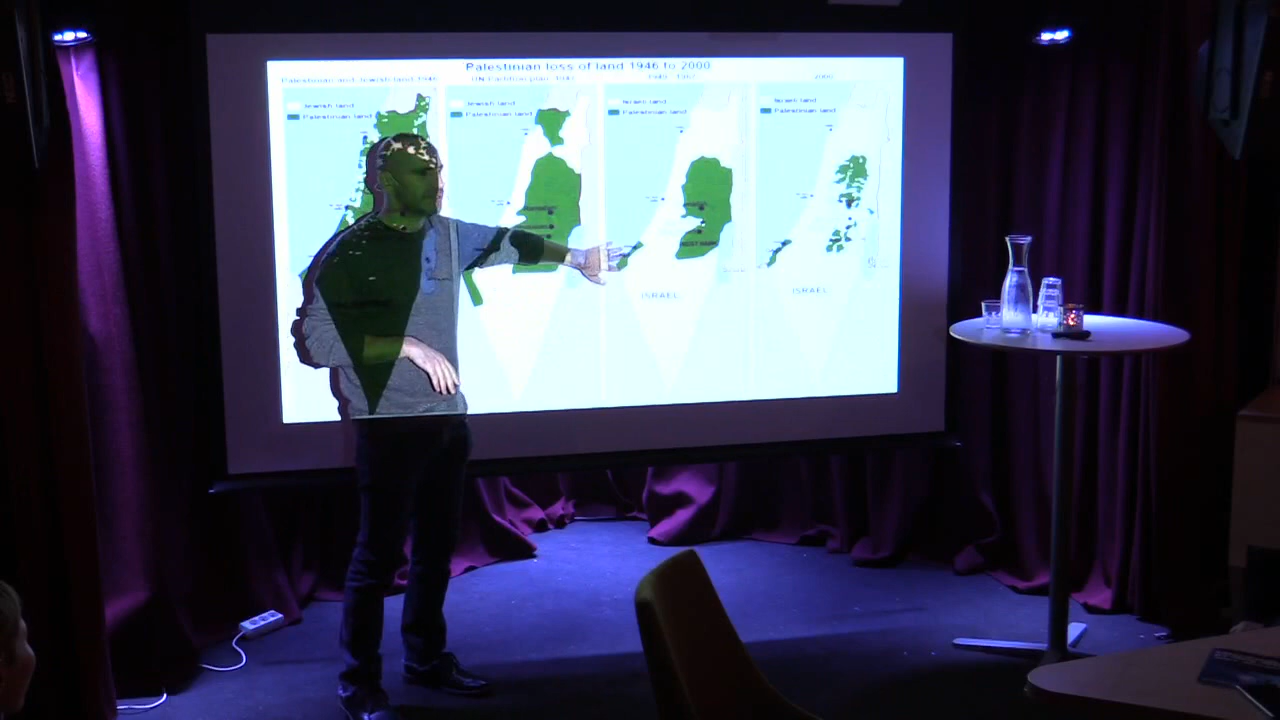 Palestinian loss of land 1946 to 2000
Palestinian and Jewish land 1946
UN Partition plan 1947
1949 - 1967
2000
Jewish land
Palestinian land
Jewish land
Palestinian land
Israeli land
Palestinian land
Israeli land
Palestinian land
WEST BANK
ISRAEL
ISRAEL